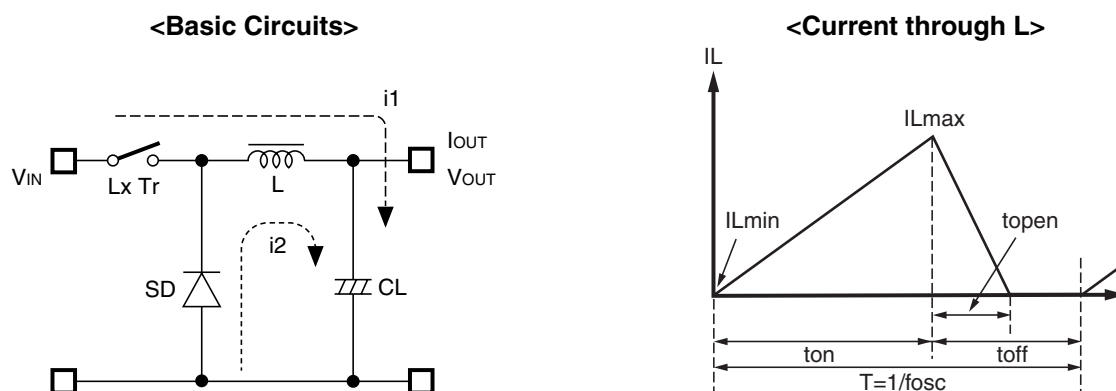 <Basic Circuits>
i1
IOUT
VIN
Lx Tr
L
VOUT
i2
SD
CL
<Current through L>
IL
ILmax
ILmin
topen
ton
toff
T=1/fosc